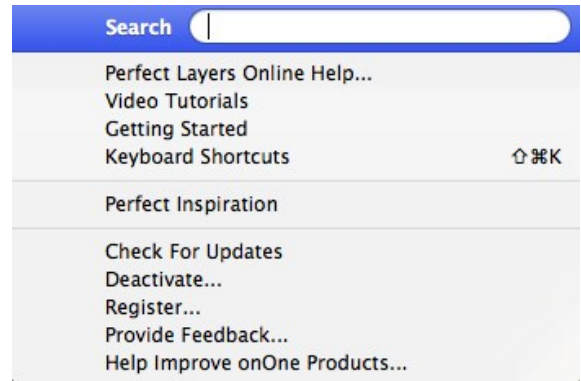 Search
Perfect Layers Online Help...
Video Tutorials
Getting Started
Keyboard Shortcuts ⇧⌘K
Perfect Inspiration
Check For Updates
Deactivate...
Register...
Provide Feedback...
Help Improve onOne Products...